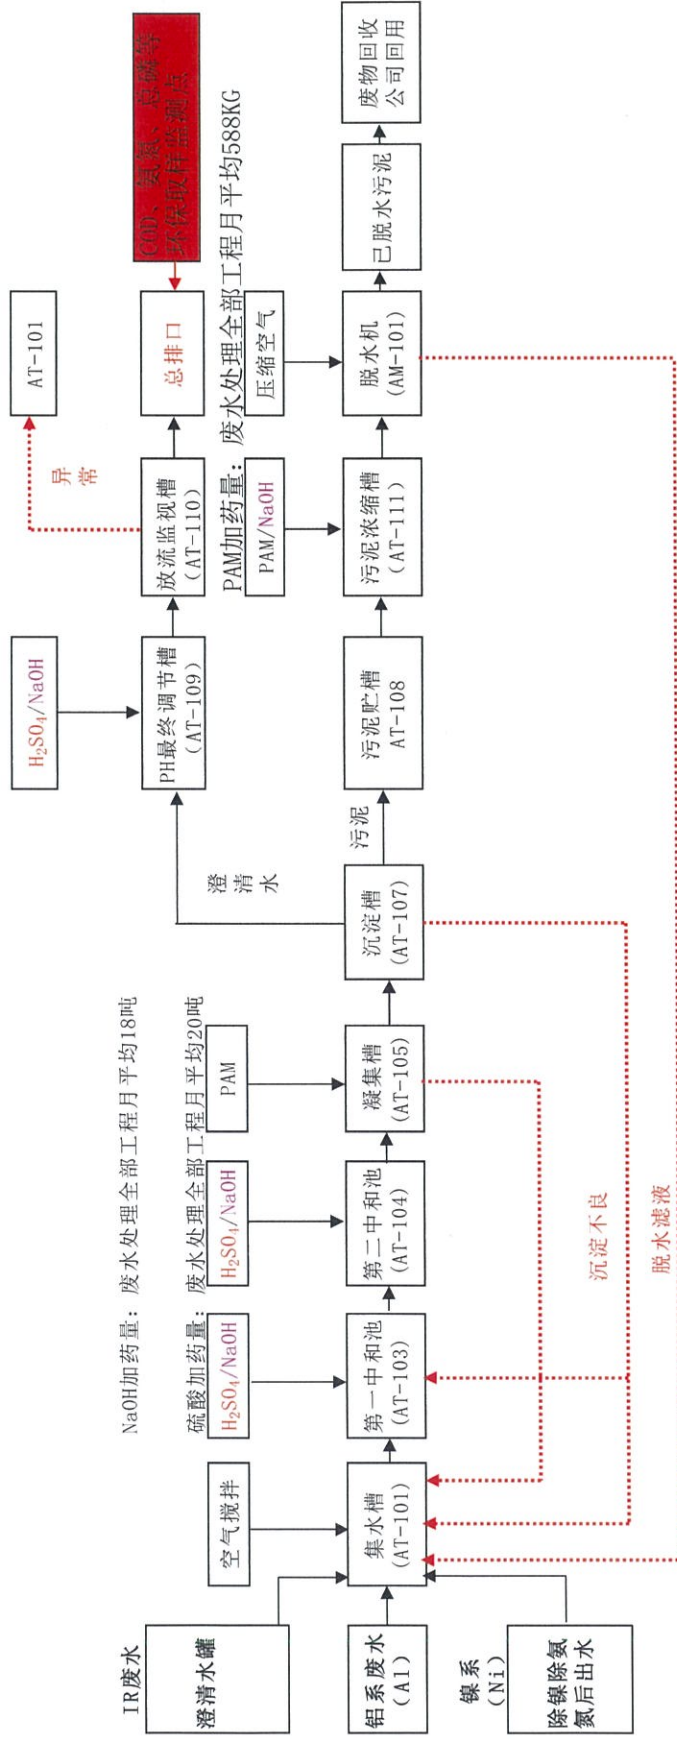 IR废水
澄清水罐
铝系废水
(Al)
镍系
(Ni)
除镍除氨
氮后出水
空气搅拌
集水槽
(AT-101)
NaOH加药量：废水处理全部工程月平均18吨
硫酸加药量：废水处理全部工程月平均20吨
H₂SO₄/NaOH
第一中和池
(AT-103)
H₂SO₄/NaOH
第二中和池
(AT-104)
PAM
凝集槽
(AT-105)
沉淀槽
(AT-107)
沉淀不良
脱水滤液
澄
清
水
污泥
H₂SO₄/NaOH
PH最终调节槽
(AT-109)
放流监视槽
(AT-110)
异
常
AT-101
总排口
COD、氨氮、总磷等
环保取样监测点
PAM加药量：废水处理全部工程月平均588KG
污泥贮槽
AT-108
PAM/NaOH
污泥浓缩槽
(AT-111)
压缩空气
脱水机
(AM-101)
已脱水污泥
废物回收
公司回用